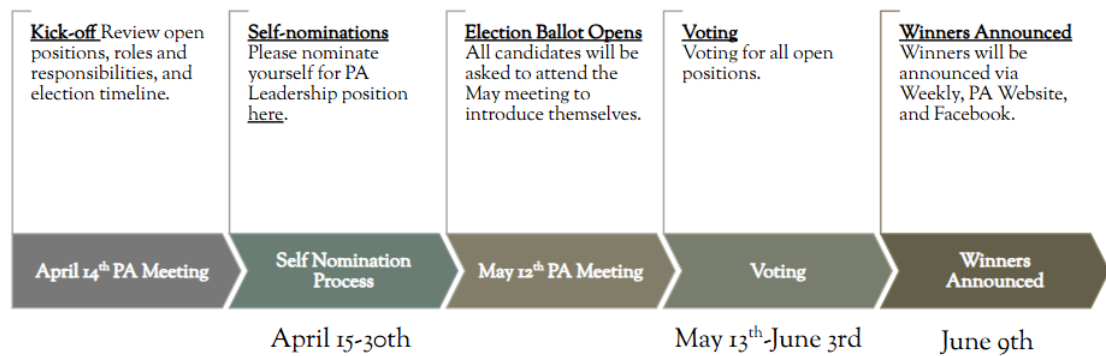 Kick-off Review open
positions, roles and
responsibilities, and
election timeline.
Self-nominations
Please nominate
yourself for PA
Leadership position
here.
Election Ballot Opens
All candidates will be
asked to attend the
May meeting to
introduce themselves.
Voting
Voting for all open
positions.
Winners Announced
Winners will be
announced via
Weekly, PA Website,
and Facebook.
April 14th PA Meeting
Self Nomination
Process
May 12th PA Meeting
Voting
Winners
Announced
April 15-30th
May 13th-June 3rd
June 9th